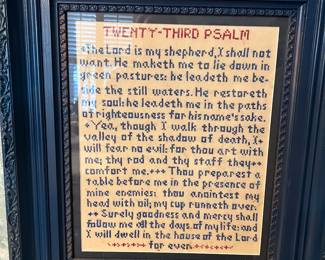 TWENTY-THIRD PSALM
The Lord is my shepherd, I shall not
want. He maketh me to lie down in
green pastures: he leadeth me be-
side the still waters. He restoreth
my soul: he leadeth me in the paths
of righteousness for his name's sake.
Yea, though I walk through the
valley of the shadow of death, I
will fear no evil: for thou art with
me; thy rod and thy staff they
comfort me. Thou preparest a
table before me in the presence of
mine enemies: thou anointest my
head with oil; my cup runneth over.
Surely goodness and mercy shall
follow me all the days of my life: and
I will dwell in the house of the Lord
for ever.